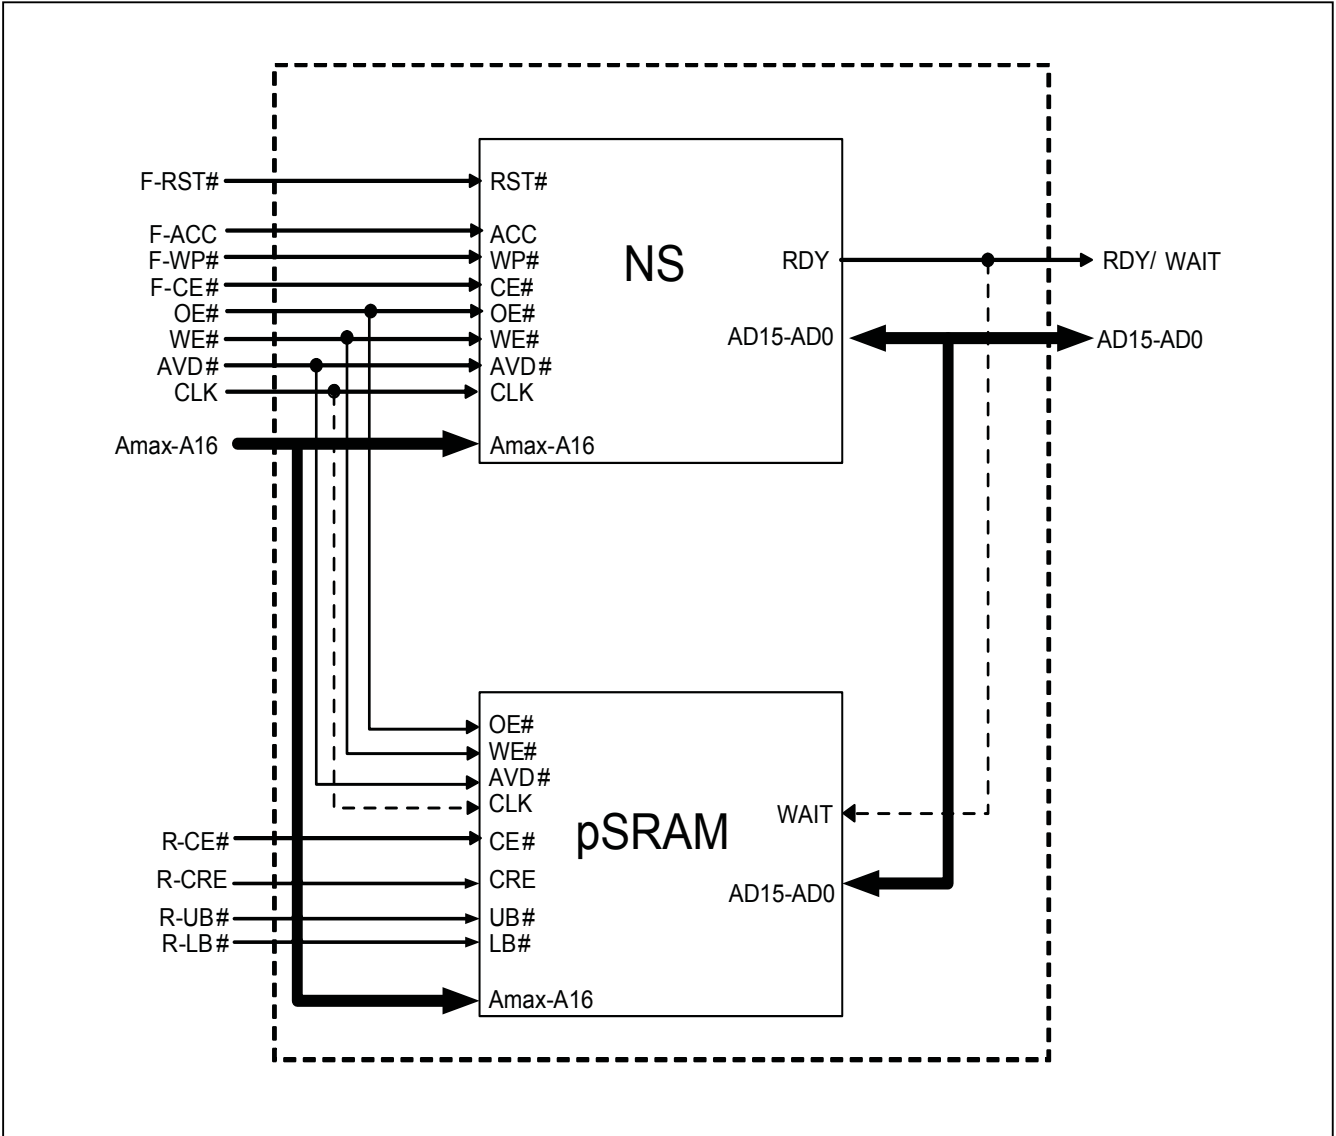 F-RST#
F-ACC
F-WP#
F-CE#
OE#
WE#
AVD#
CLK
Amax-A16
RST#
ACC
WP#
CE#
OE#
WE#
AVD#
CLK
Amax-A16
NS
RDY
AD15-AD0
RDY/ WAIT
AD15-AD0
R-CE#
R-CRE
R-UB#
R-LB#
OE#
WE#
AVD#
CLK
CE#
CRE
UB#
LB#
Amax-A16
pSRAM
WAIT
AD15-AD0